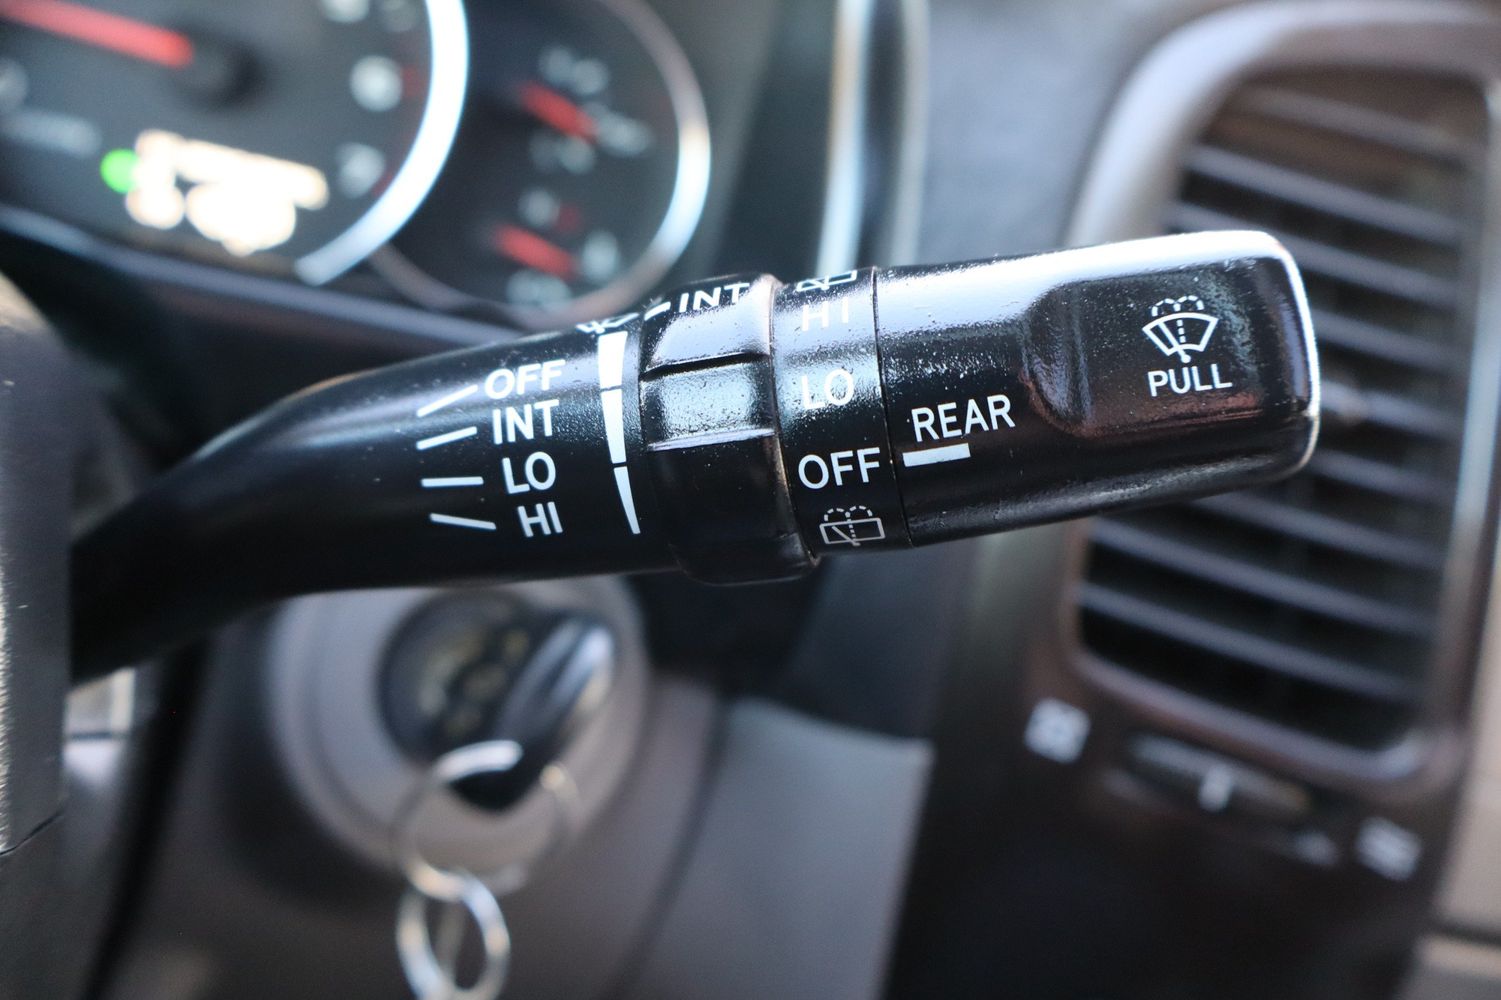 OFF
INT
LO
HI
INT
HI
LO
OFF
REAR
PULL